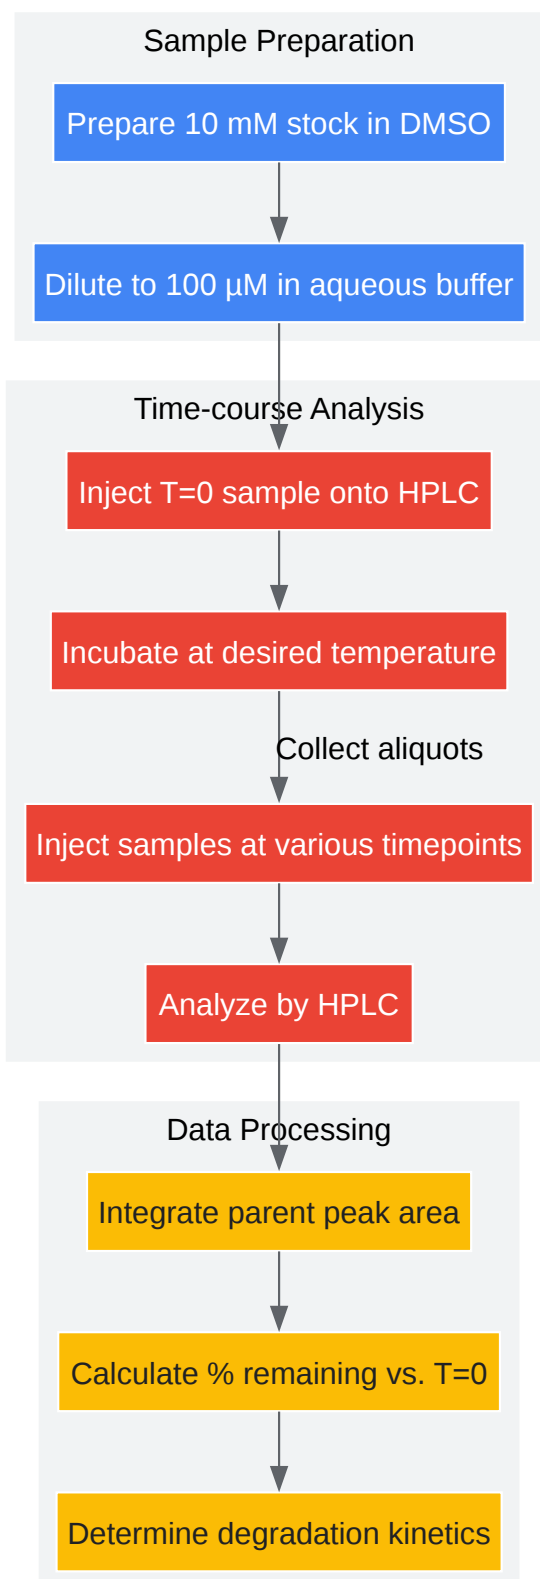 Sample Preparation
Prepare 10 mM stock in DMSO
Dilute to 100 µM in aqueous buffer
Time-course Analysis
Inject T=0 sample onto HPLC
Incubate at desired temperature
Collect aliquots
Inject samples at various timepoints
Analyze by HPLC
Data Processing
Integrate parent peak area
Calculate % remaining vs. T=0
Determine degradation kinetics